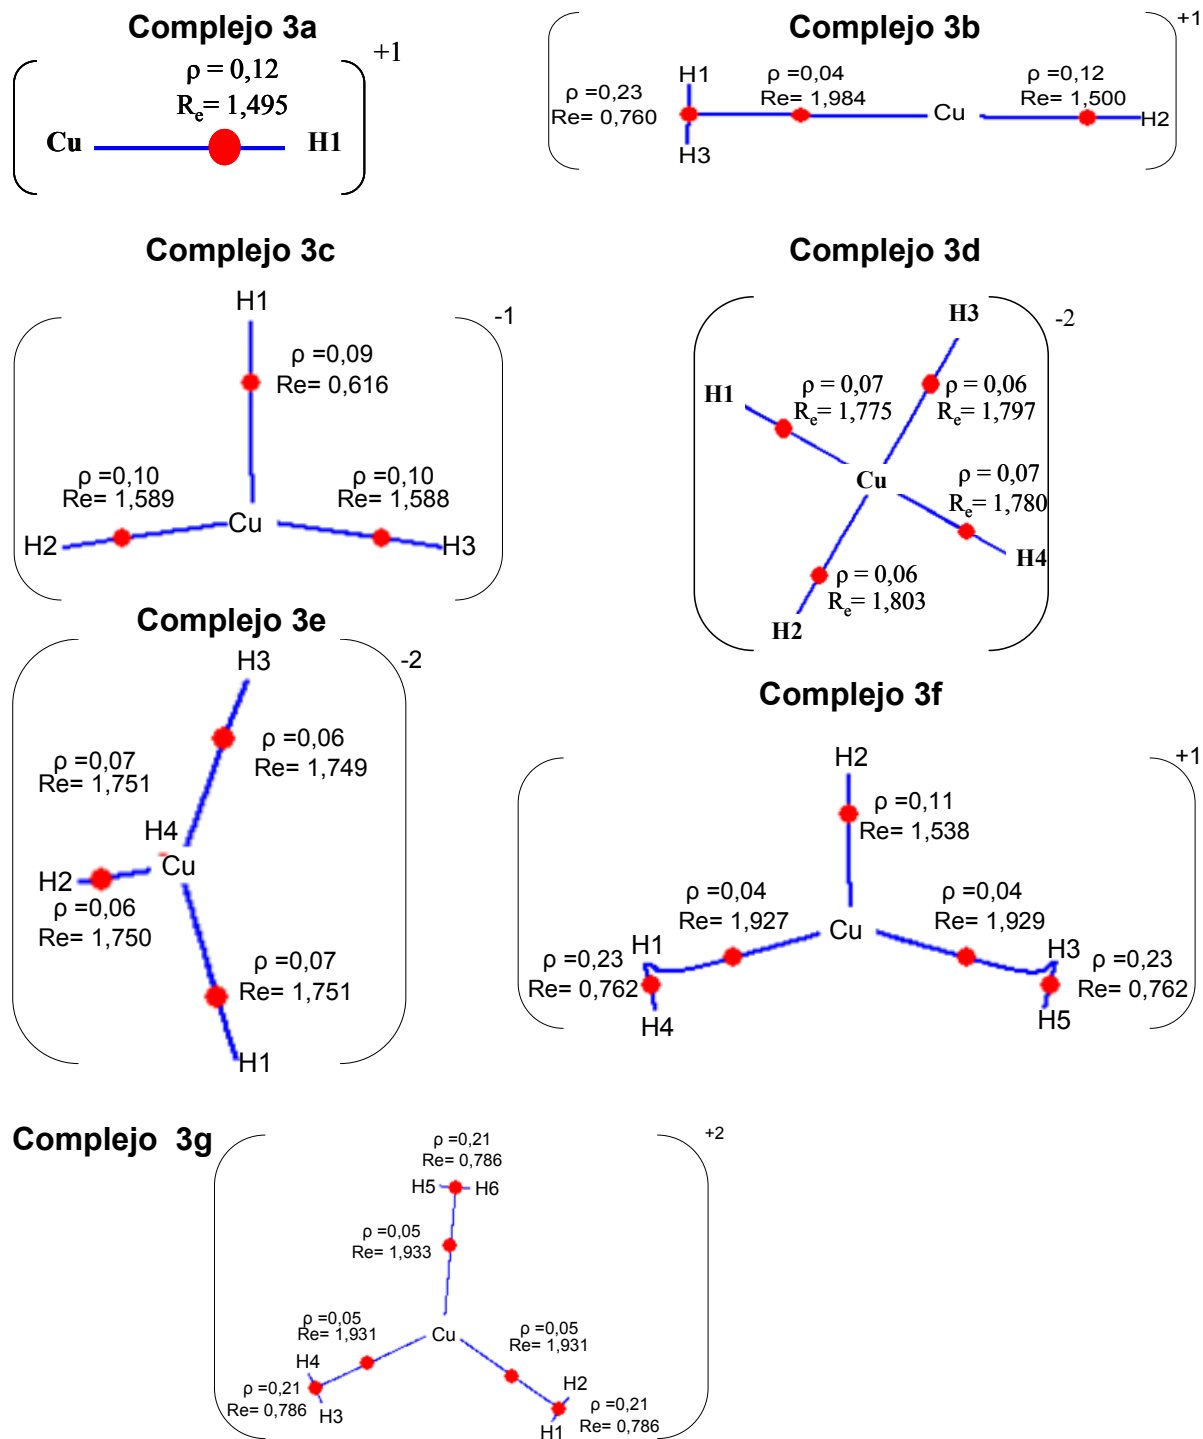 Complejo 3a
+1
ρ = 0,12
Re= 1,495
Cu
H1
Complejo 3b
+1
H1
ρ =0,23
Re= 0,760
H3
ρ =0,04
Re= 1,984
Cu
ρ =0,12
Re= 1,500
H2
Complejo 3c
-1
H1
ρ =0,09
Re= 0,616
ρ =0,10
Re= 1,589
ρ =0,10
Re= 1,588
H2
Cu
H3
Complejo 3d
-2
H3
H1
ρ = 0,07
Re= 1,775
ρ = 0,06
Re= 1,797
Cu
ρ = 0,07
Re= 1,780
H4
ρ = 0,06
Re= 1,803
H2
Complejo 3e
-2
H3
ρ =0,07
Re= 1,751
ρ =0,06
Re= 1,749
H4
Cu
H2
ρ =0,06
Re= 1,750
ρ =0,07
Re= 1,751
H1
Complejo 3f
+1
H2
ρ =0,11
Re= 1,538
ρ =0,04
Re= 1,927
ρ =0,04
Re= 1,929
Cu
H1
ρ =0,23
Re= 0,762
H4
H3
ρ =0,23
Re= 0,762
H5
Complejo 3g
+2
ρ =0,21
Re= 0,786
H5
H6
ρ =0,05
Re= 1,933
Cu
ρ =0,05
Re= 1,931
ρ =0,05
Re= 1,931
H4
ρ =0,21
Re= 0,786
H3
H2
ρ =0,21
Re= 0,786
H1